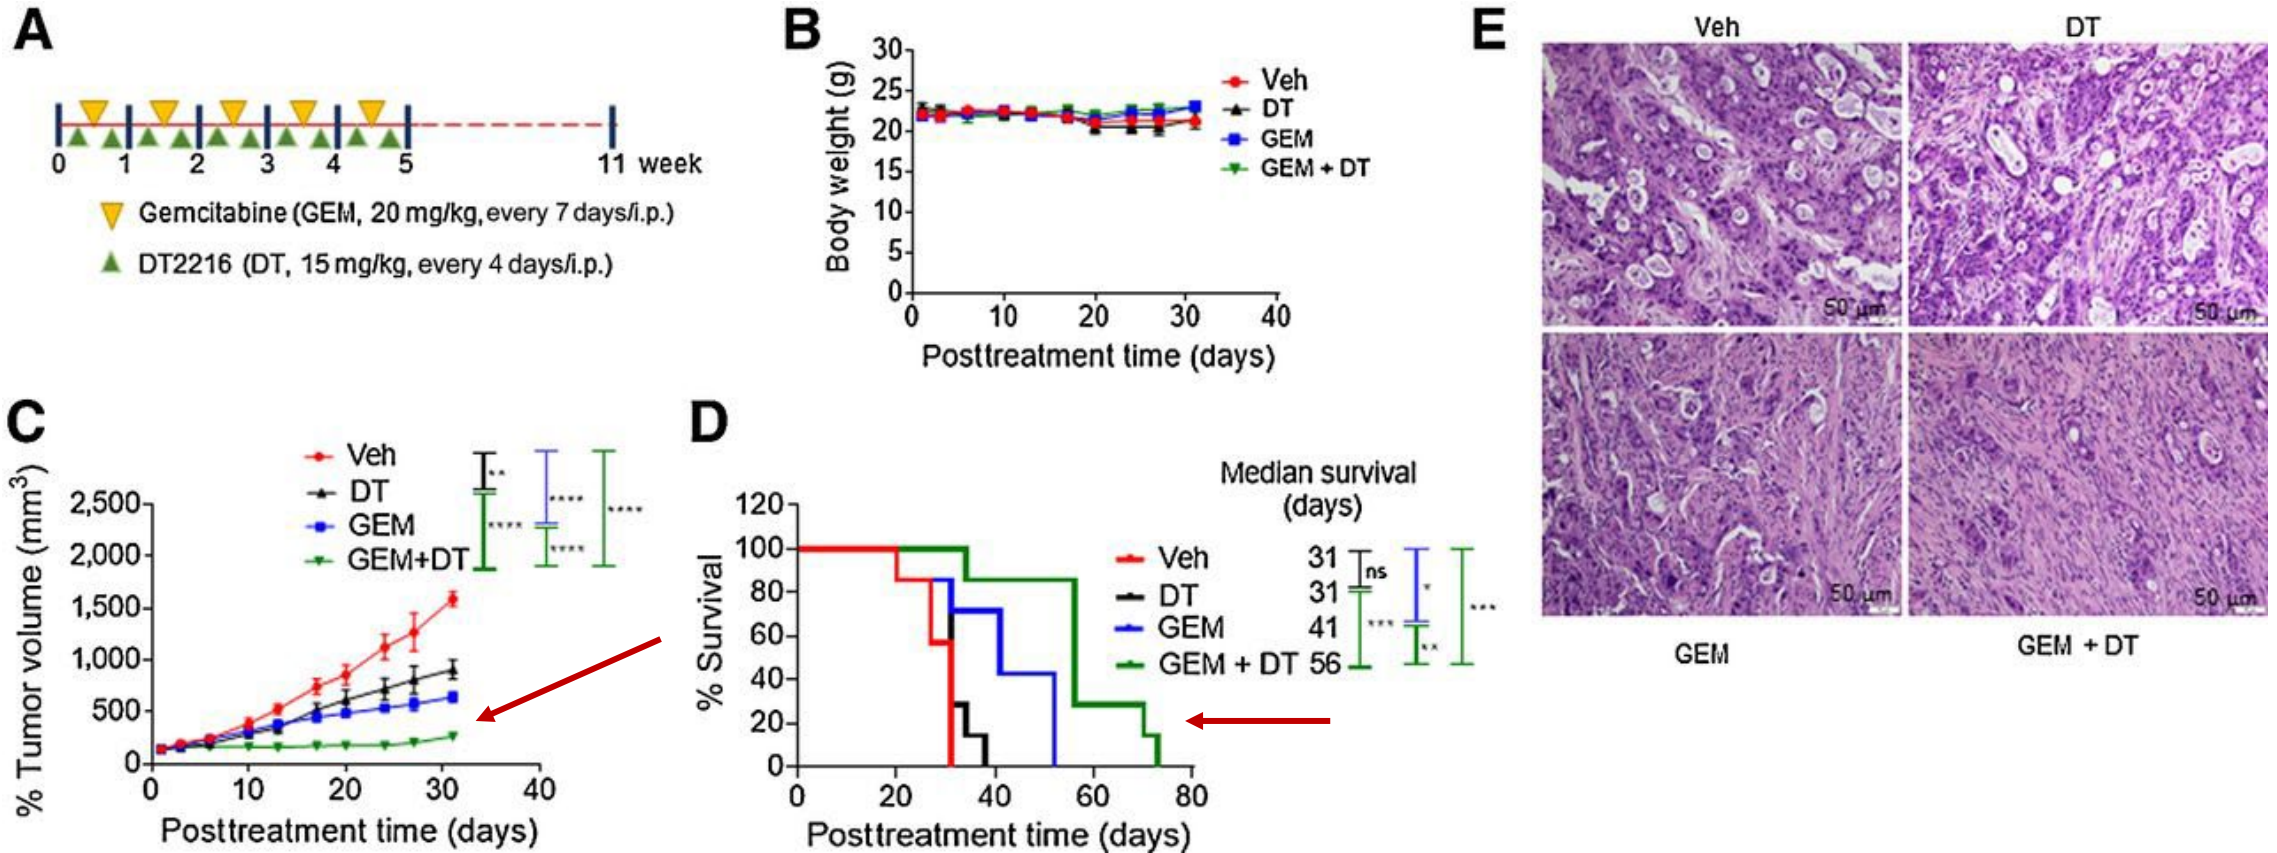 A
0 1 2 3 4 5 11 week
Gemcitabine (GEM, 20 mg/kg, every 7 days/i.p.)
DT2216 (DT, 15 mg/kg, every 4 days/i.p.)
B
Body weight (g)
30
25
20
15
10
5
0
0 10 20 30 40
Posttreatment time (days)
Veh
DT
GEM
GEM + DT
C
% Tumor volume (mm³)
2,500
2,000
1,500
1,000
500
0
0 10 20 30 40
Posttreatment time (days)
Veh
DT
GEM
GEM+DT
**
****
****
****
****
D
% Survival
120
100
80
60
40
20
0
0 20 40 60 80
Posttreatment time (days)
Median survival
(days)
Veh 31
DT 31
GEM 41
GEM + DT 56
ns
***
*
**
***
E
Veh
DT
50 µm
50 µm
50 µm
50 µm
GEM
GEM + DT